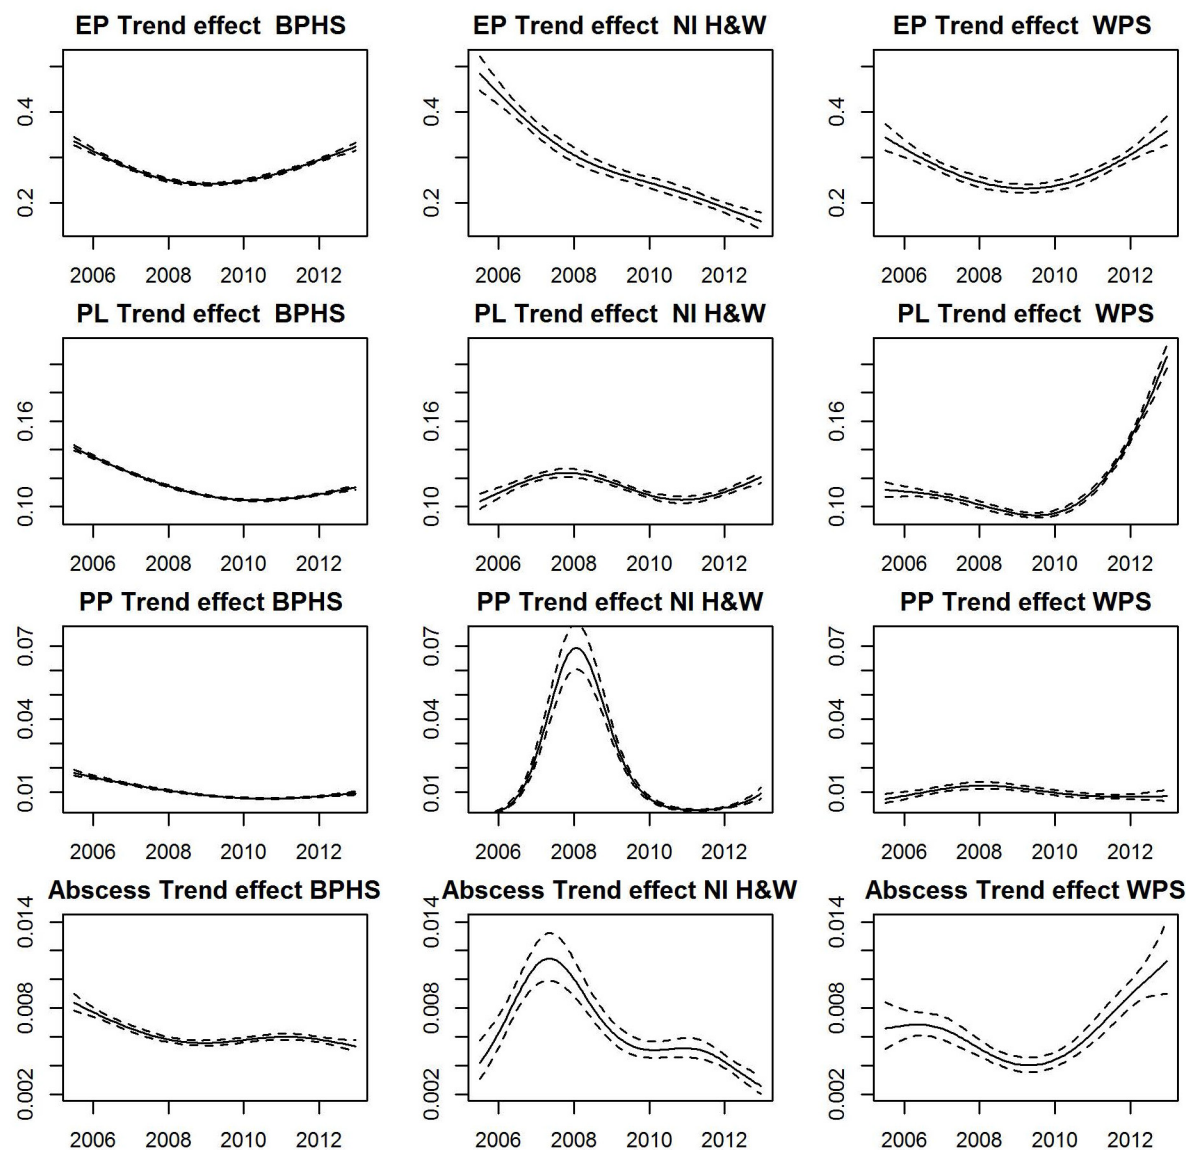 EP Trend effect BPHS
EP Trend effect NI H&W
EP Trend effect WPS
0.4
0.2
2006 2008 2010 2012
0.4
0.2
2006 2008 2010 2012
0.4
0.2
2006 2008 2010 2012
PL Trend effect BPHS
PL Trend effect NI H&W
PL Trend effect WPS
0.16
0.10
2006 2008 2010 2012
0.16
0.10
2006 2008 2010 2012
0.16
0.10
2006 2008 2010 2012
PP Trend effect BPHS
PP Trend effect NI H&W
PP Trend effect WPS
0.07
0.04
0.01
2006 2008 2010 2012
0.07
0.04
0.01
2006 2008 2010 2012
0.07
0.04
0.01
2006 2008 2010 2012
Abscess Trend effect BPHS
Abscess Trend effect NI H&W
Abscess Trend effect WPS
0.014
0.008
0.002
2006 2008 2010 2012
0.014
0.008
0.002
2006 2008 2010 2012
0.014
0.008
0.002
2006 2008 2010 2012